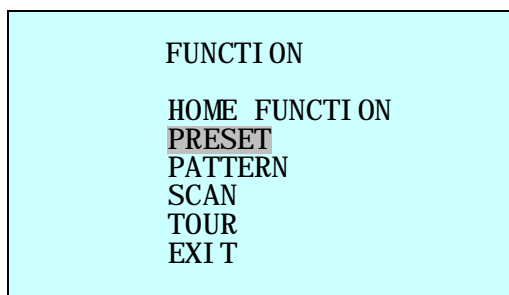 FUNCTION
HOME FUNCTION
PRESET
PATTERN
SCAN
TOUR
EXIT